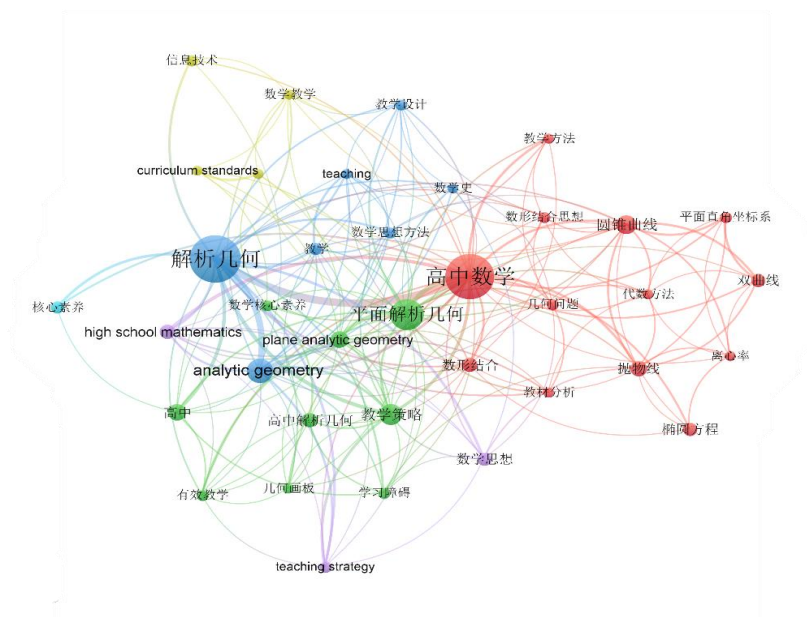 信息技术
数学教学
教学设计
教学方法
curriculum standards
teaching
数学史
数形结合思想
圆锥曲线
平面直角坐标系
数学思想方法
教学
解析几何
高中数学
双曲线
代数方法
几何问题
核心素养
数学核心素养
平面解析几何
high school mathematics
plane analytic geometry
离心率
数形结合
抛物线
analytic geometry
教材分析
高中
高中解析几何
教学策略
椭圆方程
数学思想
有效教学
几何画板
学习障碍
teaching strategy